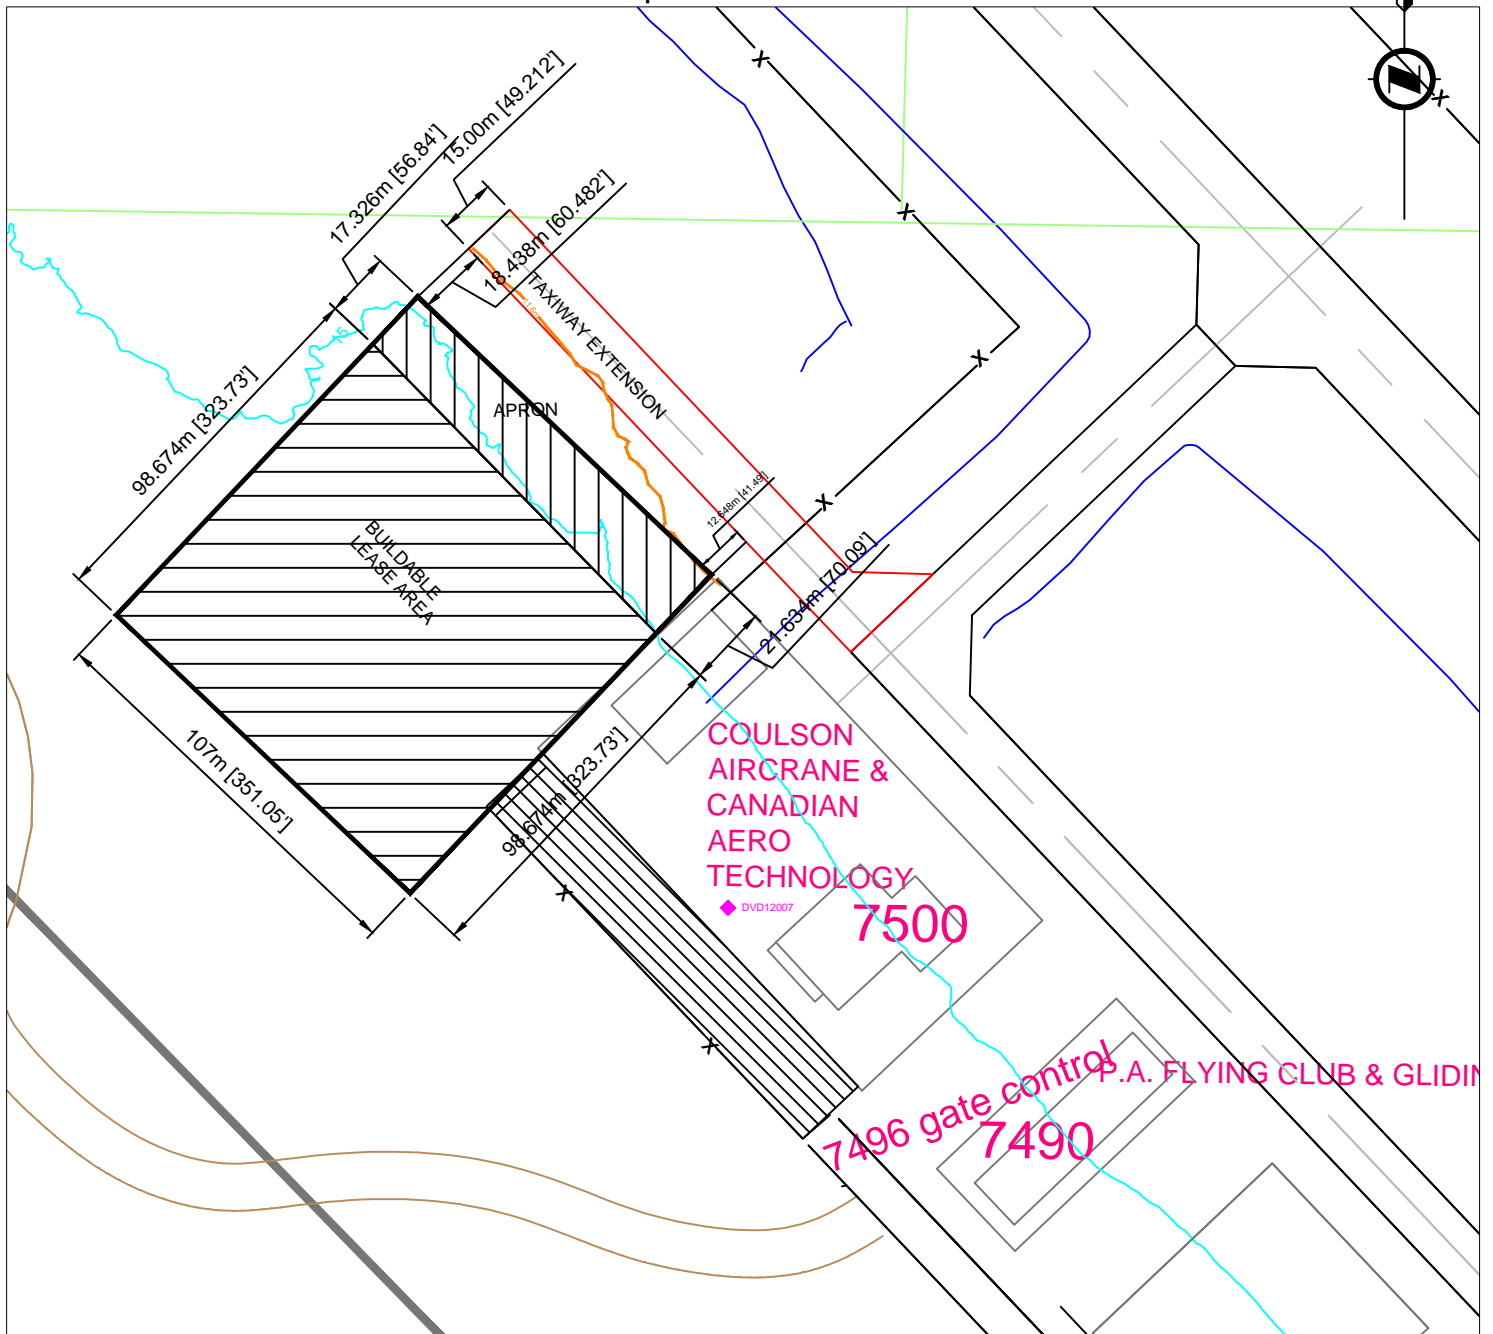 15.00m [49.212']
17.326m [56.84']
18.438m [60.482']
TAXIWAY EXTENSION
15
98.674m [323.73']
APRON
12.648m [41.49']
BUILDABLE
LEASE AREA
21.634m [70.09']
107m [351.05']
98.674m [323.73']
COULSON
AIRCRANE &
CANADIAN
AERO
TECHNOLOGY
DVD12007
7500
7496 gate control
P.A. FLYING CLUB & GLIDIN
7490
X
X
X
X
X
X
X